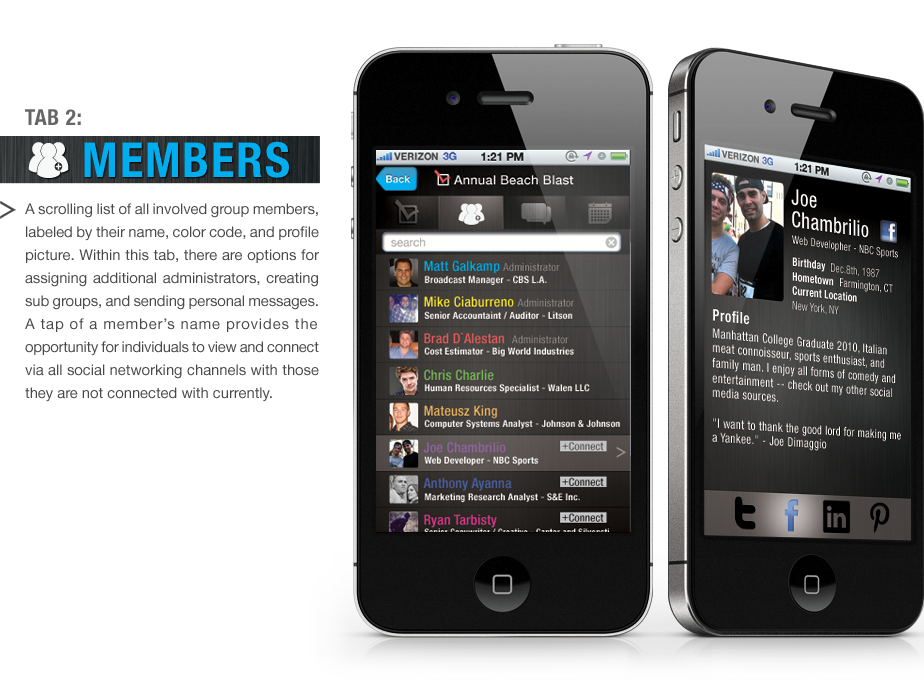 TAB 2:
MEMBERS
A scrolling list of all involved group members,
labeled by their name, color code, and profile
picture. Within this tab, there are options for
assigning additional administrators, creating
sub groups, and sending personal messages.
A tap of a member's name provides the
opportunity for individuals to view and connect
via all social networking channels with those
they are not connected with currently.
VERIZON 3G 1:21 PM
Back Annual Beach Blast
search
Matt Galkamp Administrator
Broadcast Manager - CBS L.A.
Mike Ciaburreno Administrator
Senior Accountaint / Auditor - Litson
Brad D`Alestan Administrator
Cost Estimator - Big World Industries
Chris Charlie
Human Resources Specialist - Walen LLC
Mateusz King
Computer Systems Analyst - Johnson & Johnson
Joe Chambrilio +Connect
Web Developer - NBC Sports
Anthony Ayanna +Connect
Marketing Research Analyst - S&E Inc.
Ryan Tarbisty +Connect
Senior Copywriter / Creative - Canter and
VERIZON 3G 1:21 PM
Joe
Chambrilio
Web Developher - NBC Sports
Birthday Dec.8th, 1987
Hometown Farmington, CT
Current Location
New York, NY
Profile
Manhattan College Graduate 2010, Italian
meat connoisseur, sports enthusiast, and
family man. I enjoy all forms of comedy and
entertainment -- check out my other social
media sources.
"I want to thank the good lord for making me
a Yankee." - Joe Dimaggio